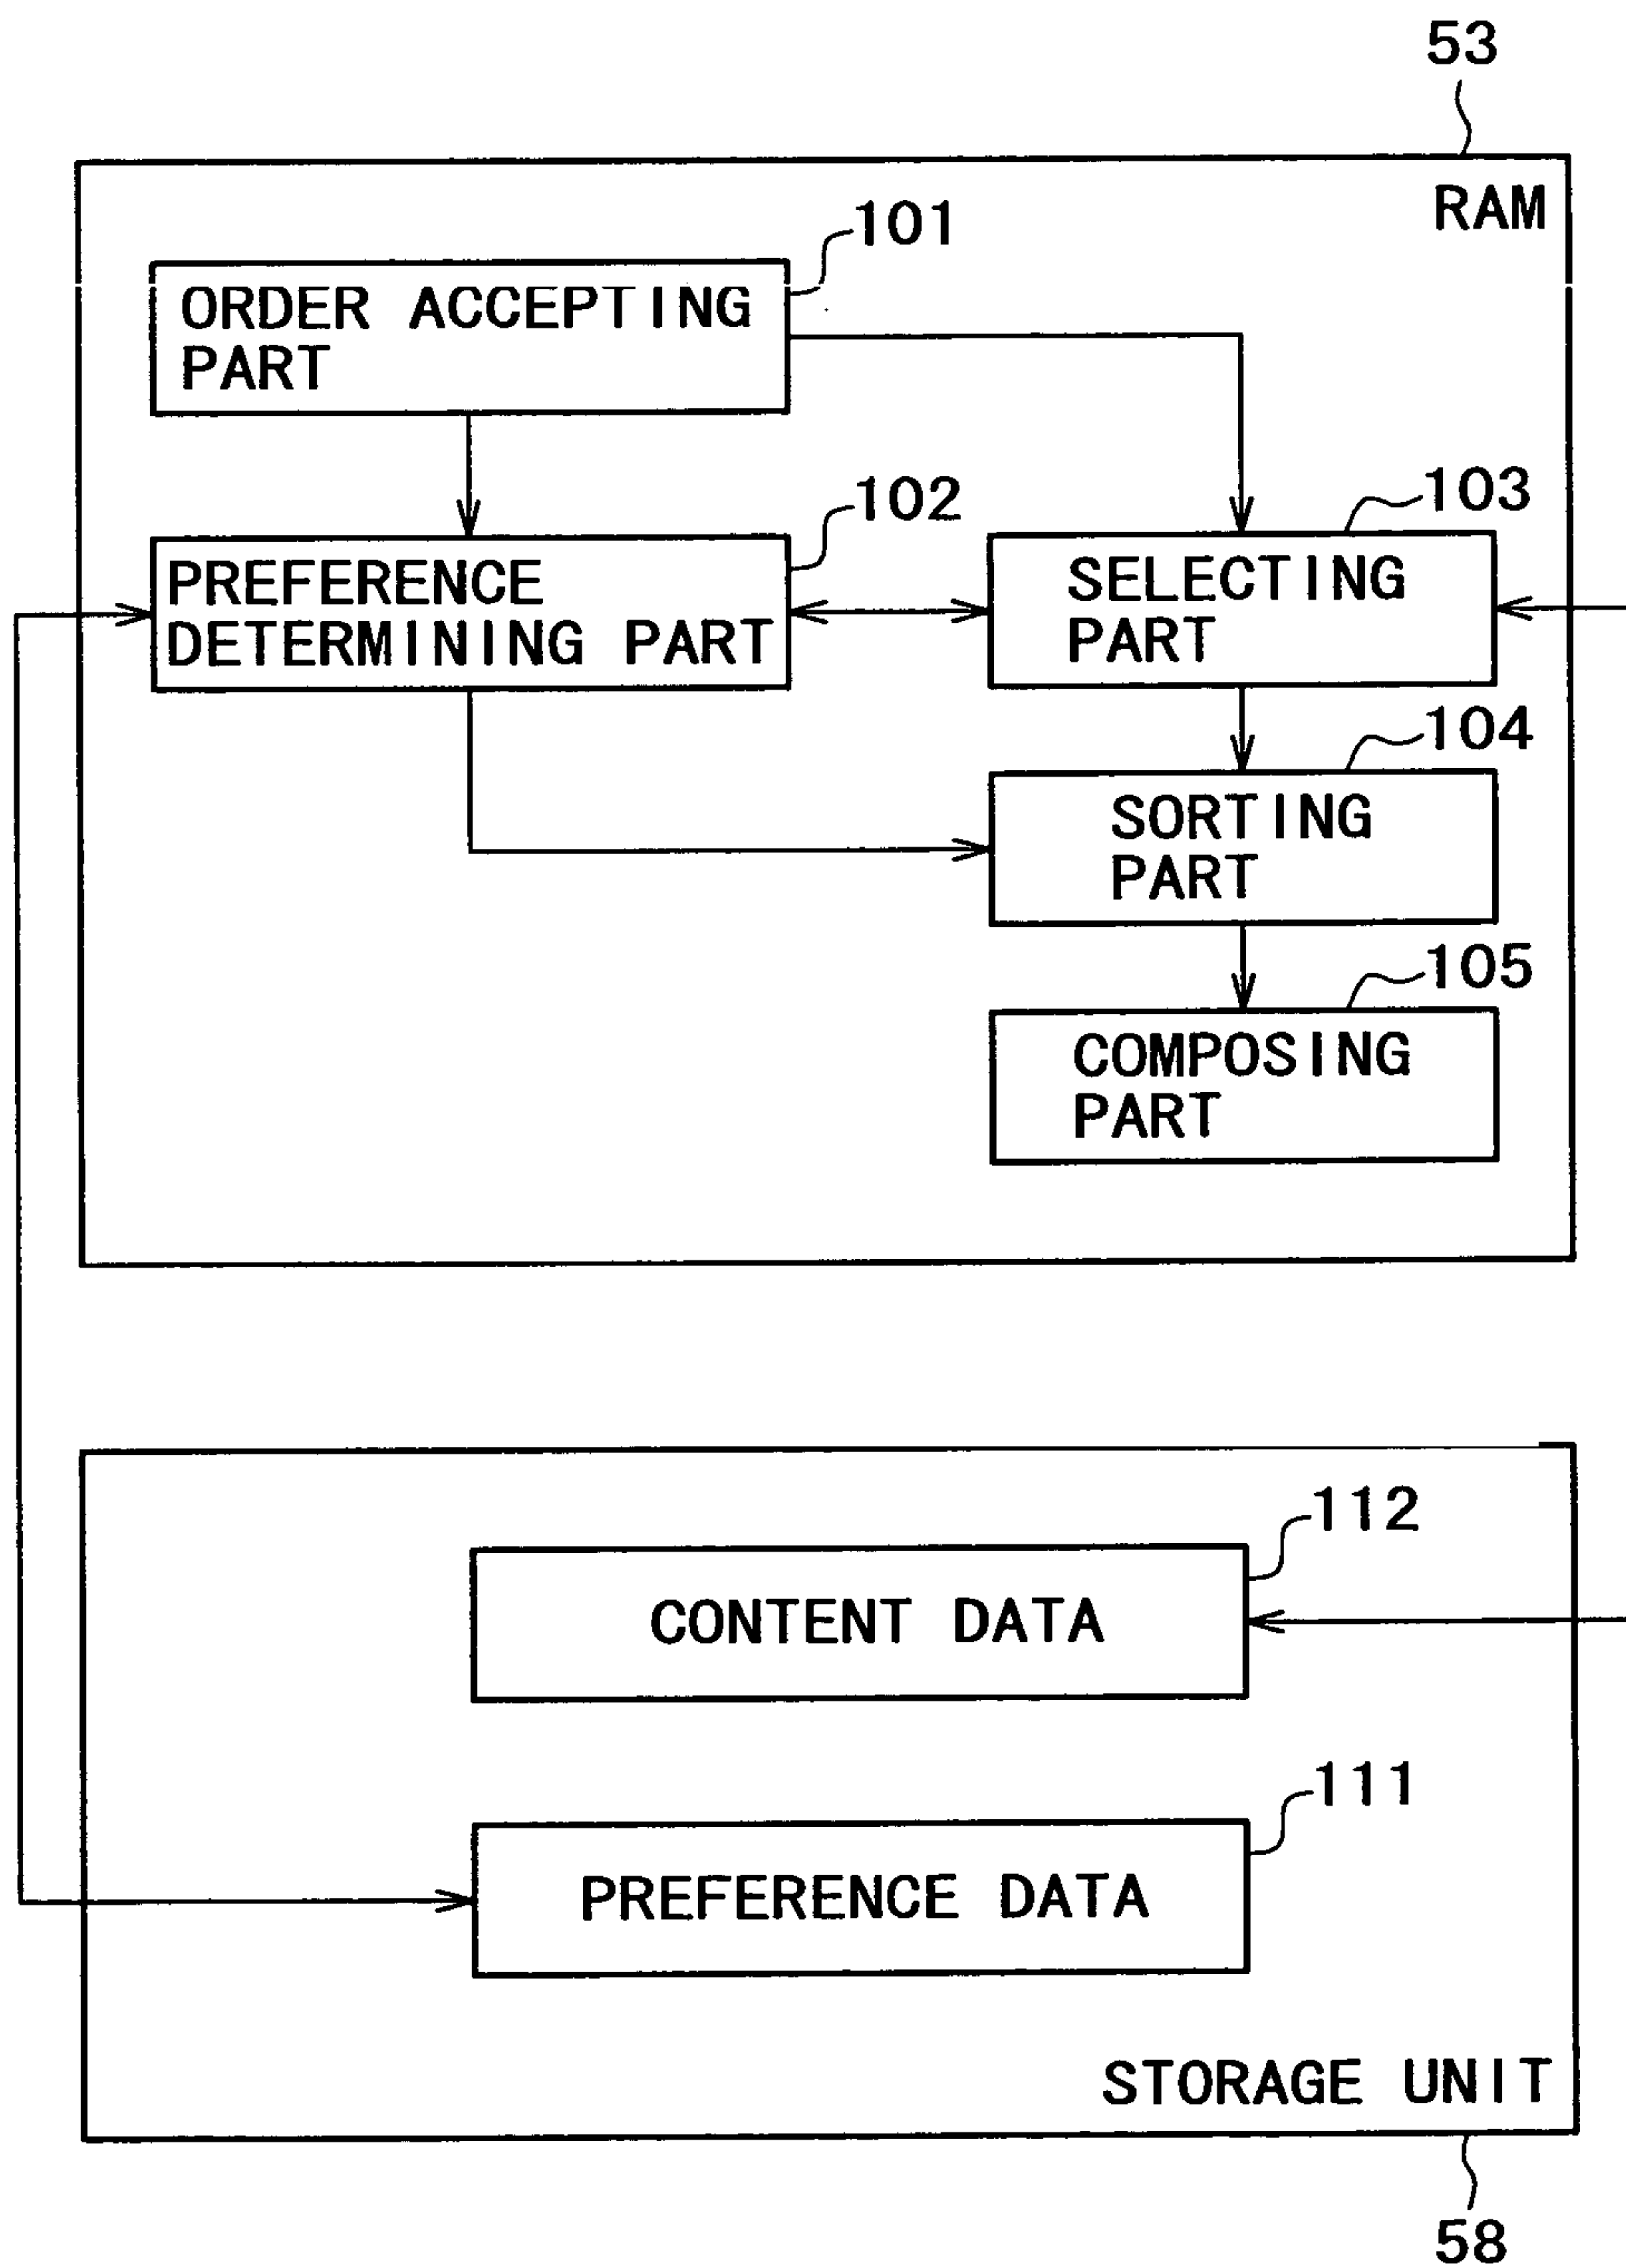 53
RAM
101
ORDER ACCEPTING
PART
102
PREFERENCE
DETERMINING PART
103
SELECTING
PART
104
SORTING
PART
105
COMPOSING
PART
112
CONTENT DATA
111
PREFERENCE DATA
STORAGE UNIT
58